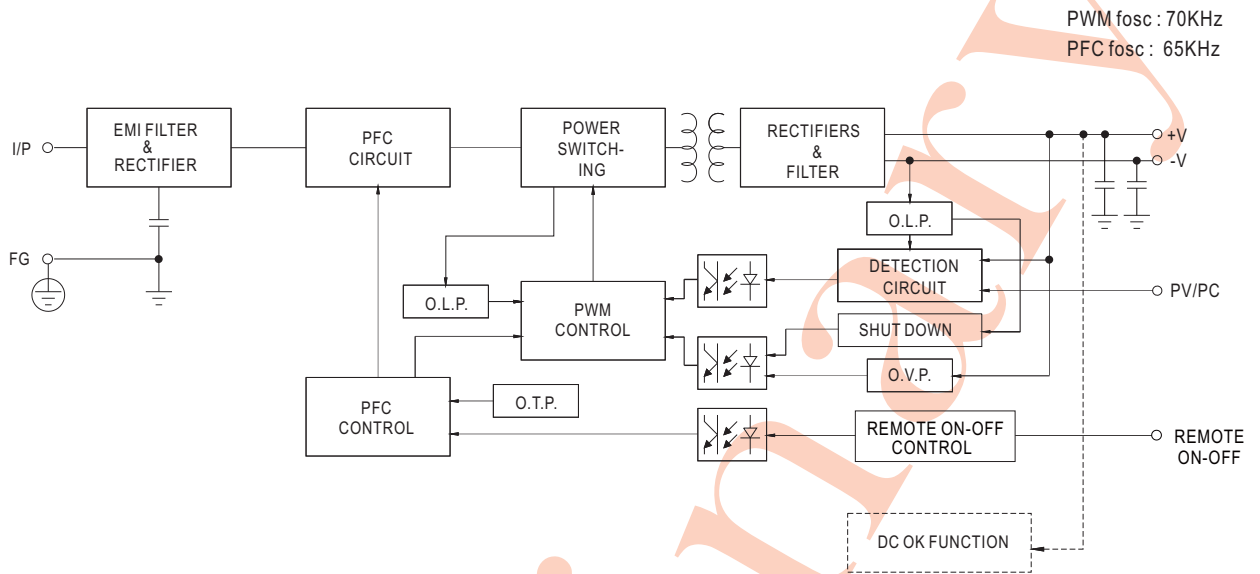 PWM fosc : 70KHz
PFC fosc : 65KHz
I/P
EMI FILTER
&
RECTIFIER
PFC
CIRCUIT
POWER
SWITCH-
ING
RECTIFIERS
&
FILTER
+V
-V
FG
O.L.P.
PWM
CONTROL
O.L.P.
DETECTION
CIRCUIT
PV/PC
SHUT DOWN
O.V.P.
PFC
CONTROL
O.T.P.
REMOTE ON-OFF
CONTROL
REMOTE
ON-OFF
DC OK FUNCTION